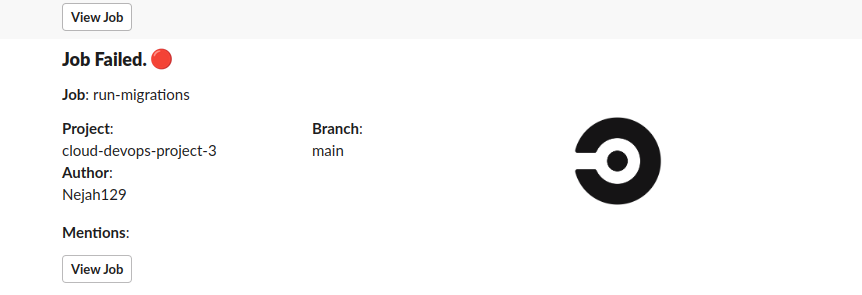 View Job
Job Failed. 🔴
Job: run-migrations
Project:
cloud-devops-project-3
Branch:
main
Author:
Nejah129
Mentions:
View Job